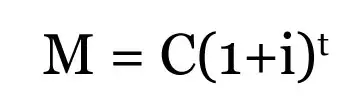 M = C(1+i)ᵗ